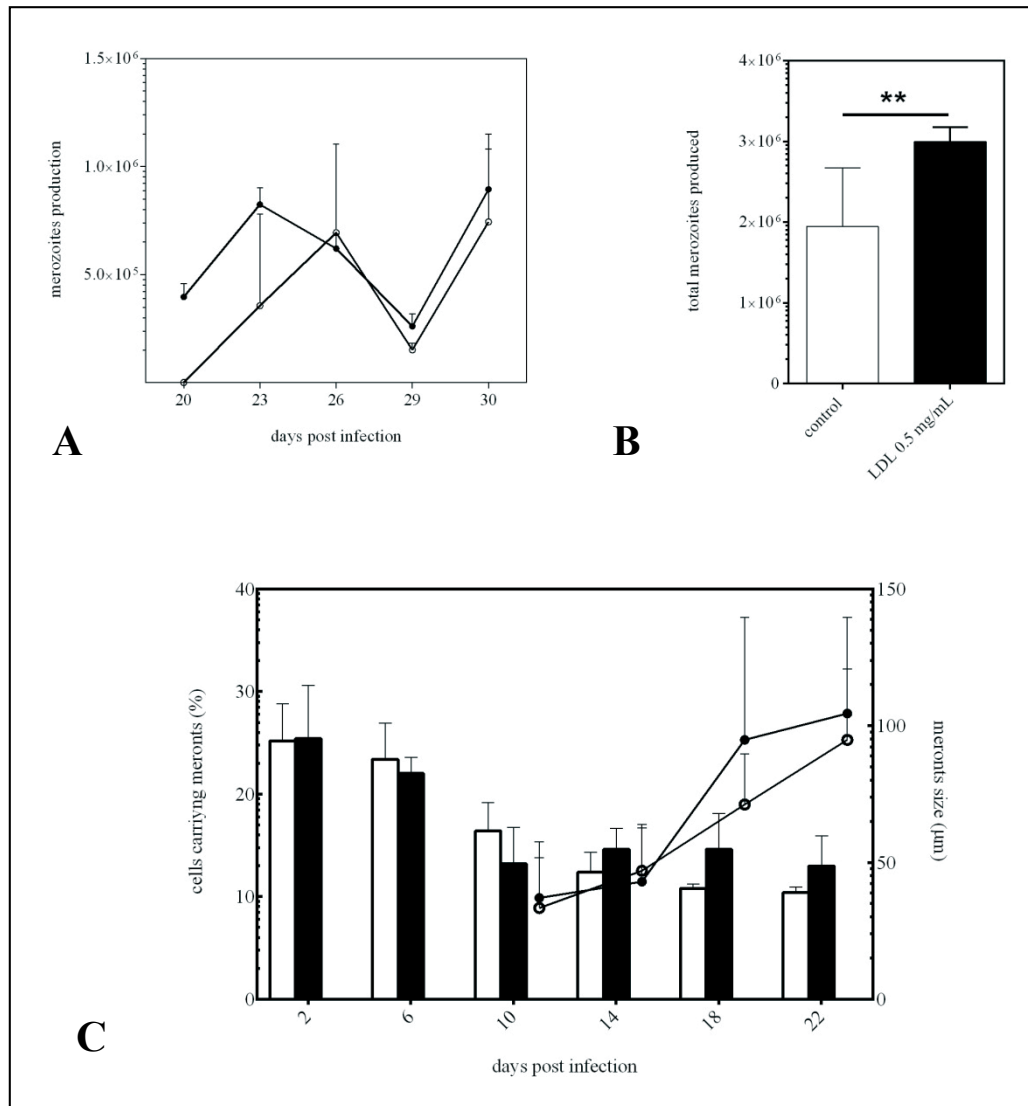 1.5×10⁶
1.0×10⁶
5.0×10⁵
merozoites production
20 23 26 29 30
days post infection
A
4×10⁶
3×10⁶
2×10⁶
1×10⁶
0
total merozoites produced
**
control
LDL 0.5 mg/mL
B
40
30
20
10
0
cells carriyng meronts (%)
150
100
50
0
meronts size (µm)
2 6 10 14 18 22
days post infection
C